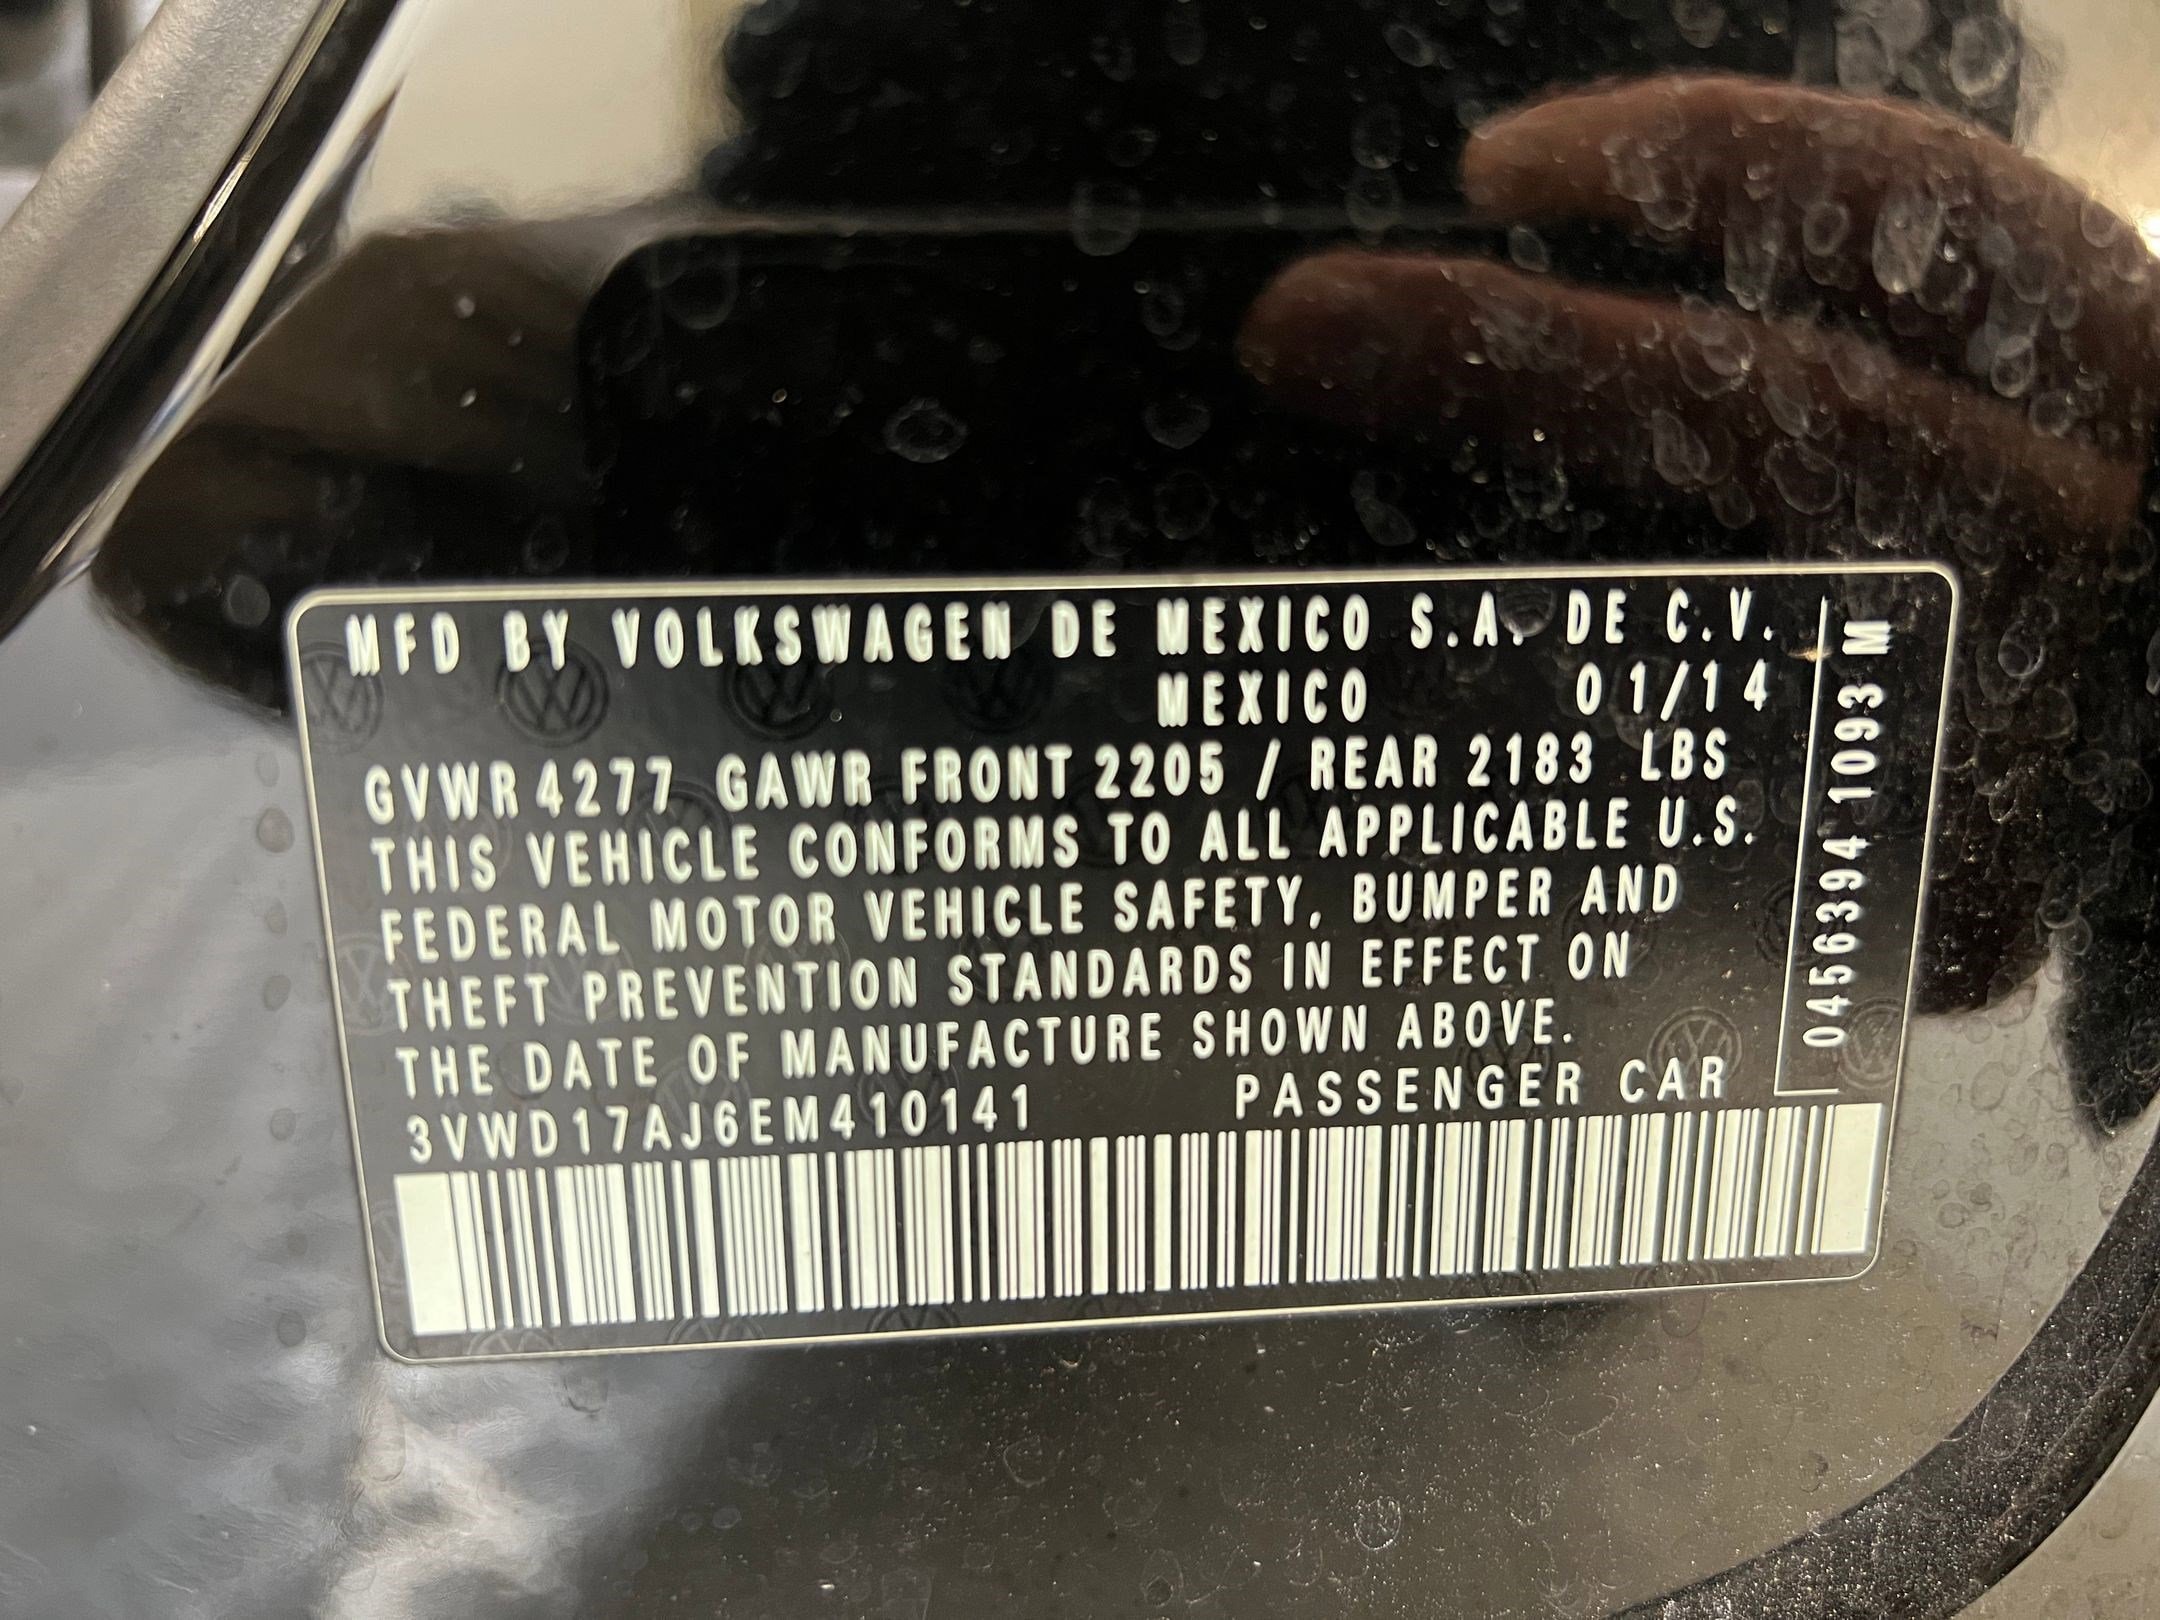 MFD BY VOLKSWAGEN DE MEXICO S.A. DE C.V.
MEXICO 01/14
GVWR 4277 GAWR FRONT 2205 / REAR 2183 LBS
THIS VEHICLE CONFORMS TO ALL APPLICABLE U.S.
FEDERAL MOTOR VEHICLE SAFETY, BUMPER AND
THEFT PREVENTION STANDARDS IN EFFECT ON
THE DATE OF MANUFACTURE SHOWN ABOVE.
3VWD17AJ6EM410141 PASSENGER CAR
0456394 1093 M